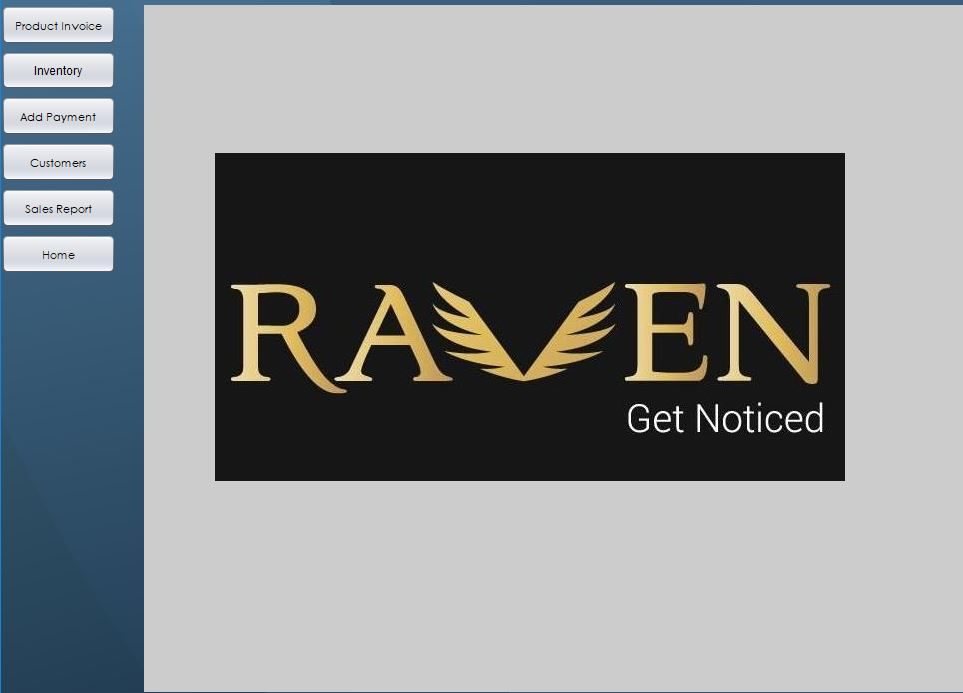 Product Invoice
Inventory
Add Payment
Customers
Sales Report
Home
RAVEN
Get Noticed